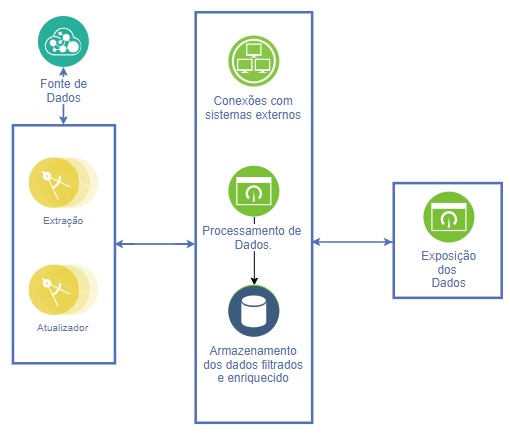 Fonte de
Dados
Extração
Atualizador
Conexões com
sistemas externos
Processamento de
Dados.
Armazenamento
dos dados filtrados
e enriquecido
Exposição
dos
Dados